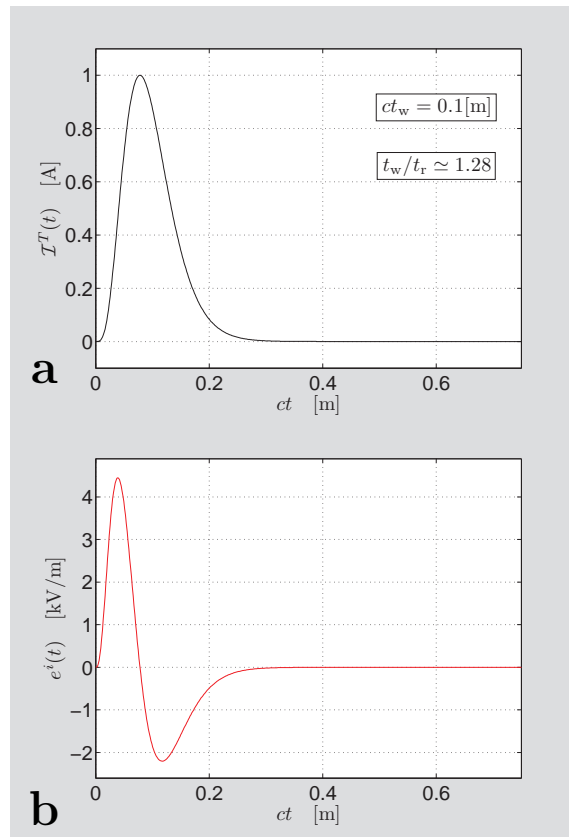 1
0.8
0.6
0.4
0.2
0
ℐᵀ(t) [A]
ct_w = 0.1[m]
t_w/t_r ≃ 1.28
0 0.2 0.4 0.6
ct [m]
a
4
3
2
1
0
−1
−2
eⁱ(t) [kV/m]
0 0.2 0.4 0.6
ct [m]
b